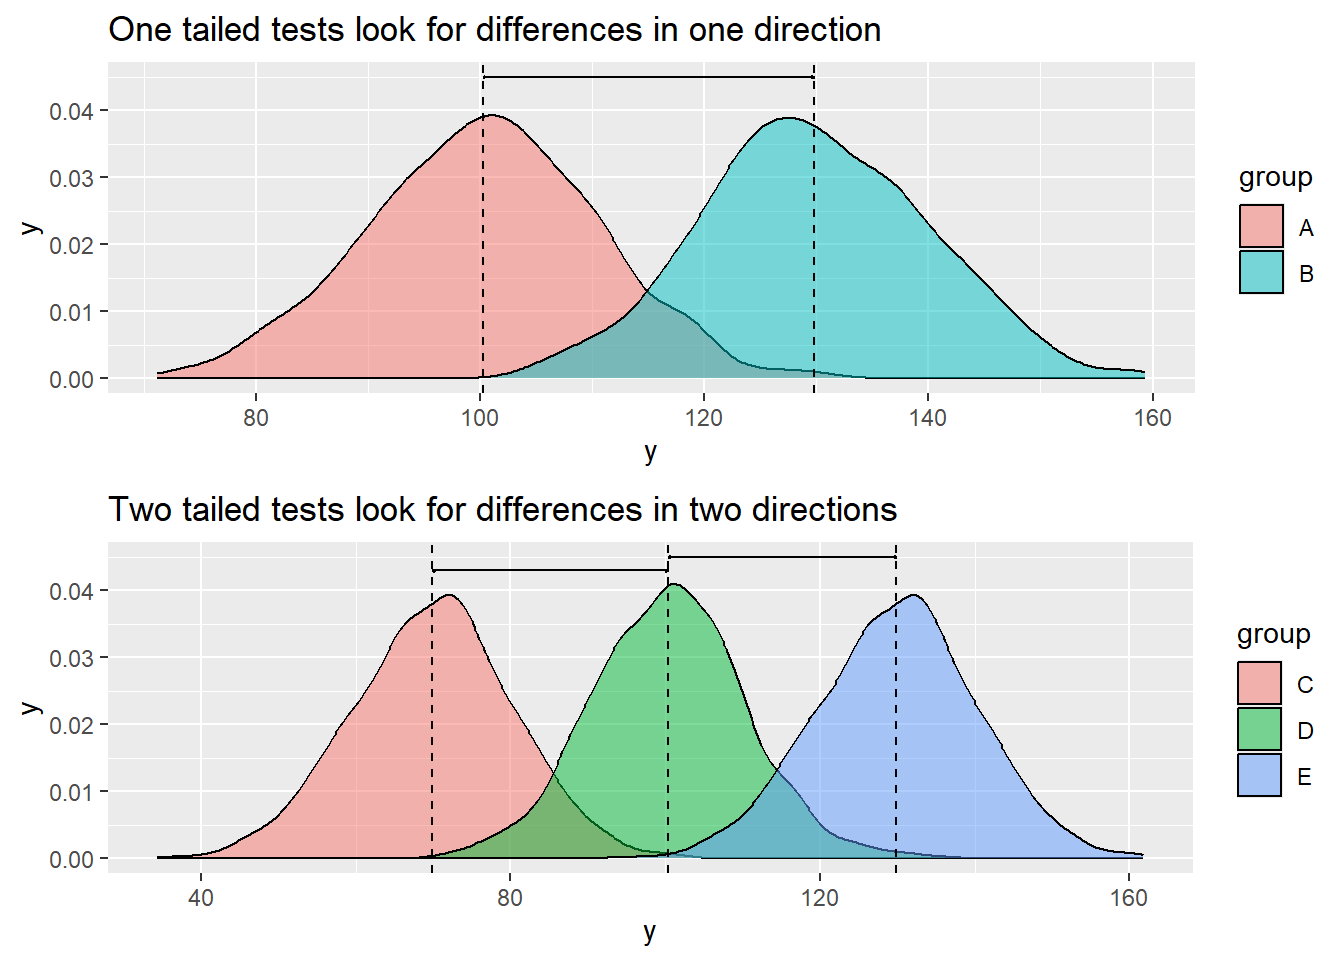 One tailed tests look for differences in one direction
0.04
0.03
0.02
0.01
0.00
y
80 100 120 140 160
y
group
A
B
Two tailed tests look for differences in two directions
0.04
0.03
0.02
0.01
0.00
y
40 80 120 160
y
group
C
D
E